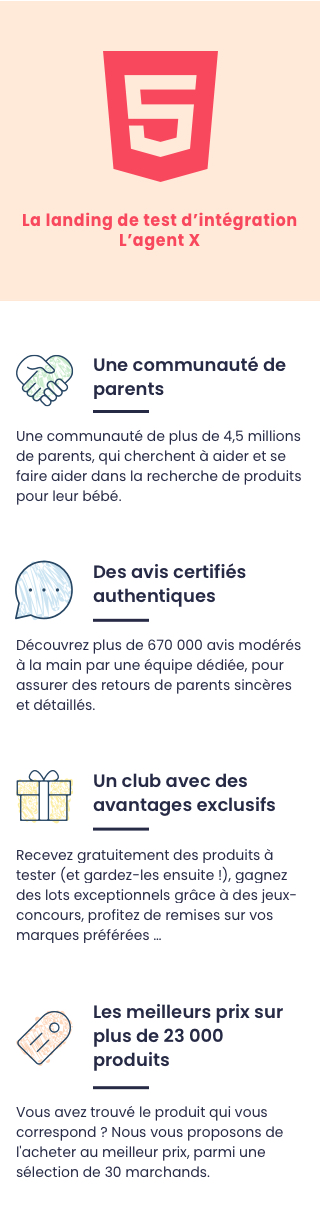 La landing de test d’intégration
L’agent X
Une communauté de
parents
Une communauté de plus de 4,5 millions
de parents, qui cherchent à aider et se
faire aider dans la recherche de produits
pour leur bébé.
Des avis certifiés
authentiques
Découvrez plus de 670 000 avis modérés
à la main par une équipe dédiée, pour
assurer des retours de parents sincères
et détaillés.
Un club avec des
avantages exclusifs
Recevez gratuitement des produits à
tester (et gardez-les ensuite !), gagnez
des lots exceptionnels grâce à des jeux-
concours, profitez de remises sur vos
marques préférées ...
Les meilleurs prix sur
plus de 23 000
produits
Vous avez trouvé le produit qui vous
correspond ? Nous vous proposons de
l'acheter au meilleur prix, parmi une
sélection de 30 marchands.